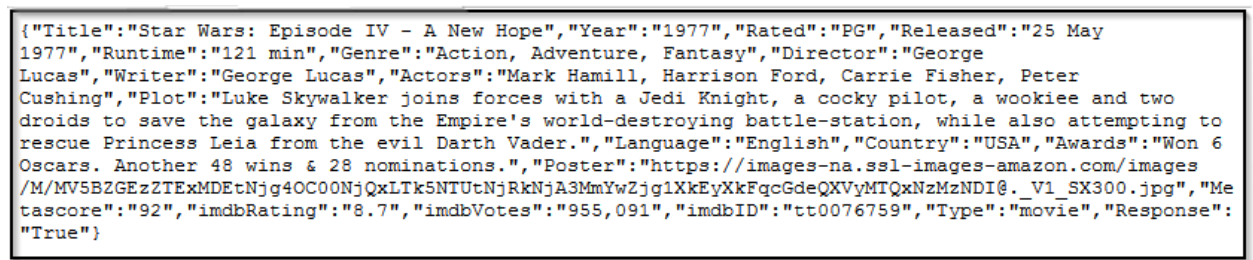 {"Title":"Star Wars: Episode IV - A New Hope","Year":"1977","Rated":"PG","Released":"25 May
1977","Runtime":"121 min","Genre":"Action, Adventure, Fantasy","Director":"George
Lucas","Writer":"George Lucas","Actors":"Mark Hamill, Harrison Ford, Carrie Fisher, Peter
Cushing","Plot":"Luke Skywalker joins forces with a Jedi Knight, a cocky pilot, a wookiee and two
droids to save the galaxy from the Empire's world-destroying battle-station, while also attempting to
rescue Princess Leia from the evil Darth Vader.","Language":"English","Country":"USA","Awards":"Won 6
Oscars. Another 48 wins & 28 nominations.","Poster":"https://images-na.ssl-images-amazon.com/images
/M/MV5BZGEzZTExMDEtNjg4OC00NjQxLTk5NTUtNjRkNjA3MmYwZjg1XkEyXkFqcGdeQXVyMTQxNzMzNDI@._V1_SX300.jpg","Me
tascore":"92","imdbRating":"8.7","imdbVotes":"955,091","imdbID":"tt0076759","Type":"movie","Response":
"True"}